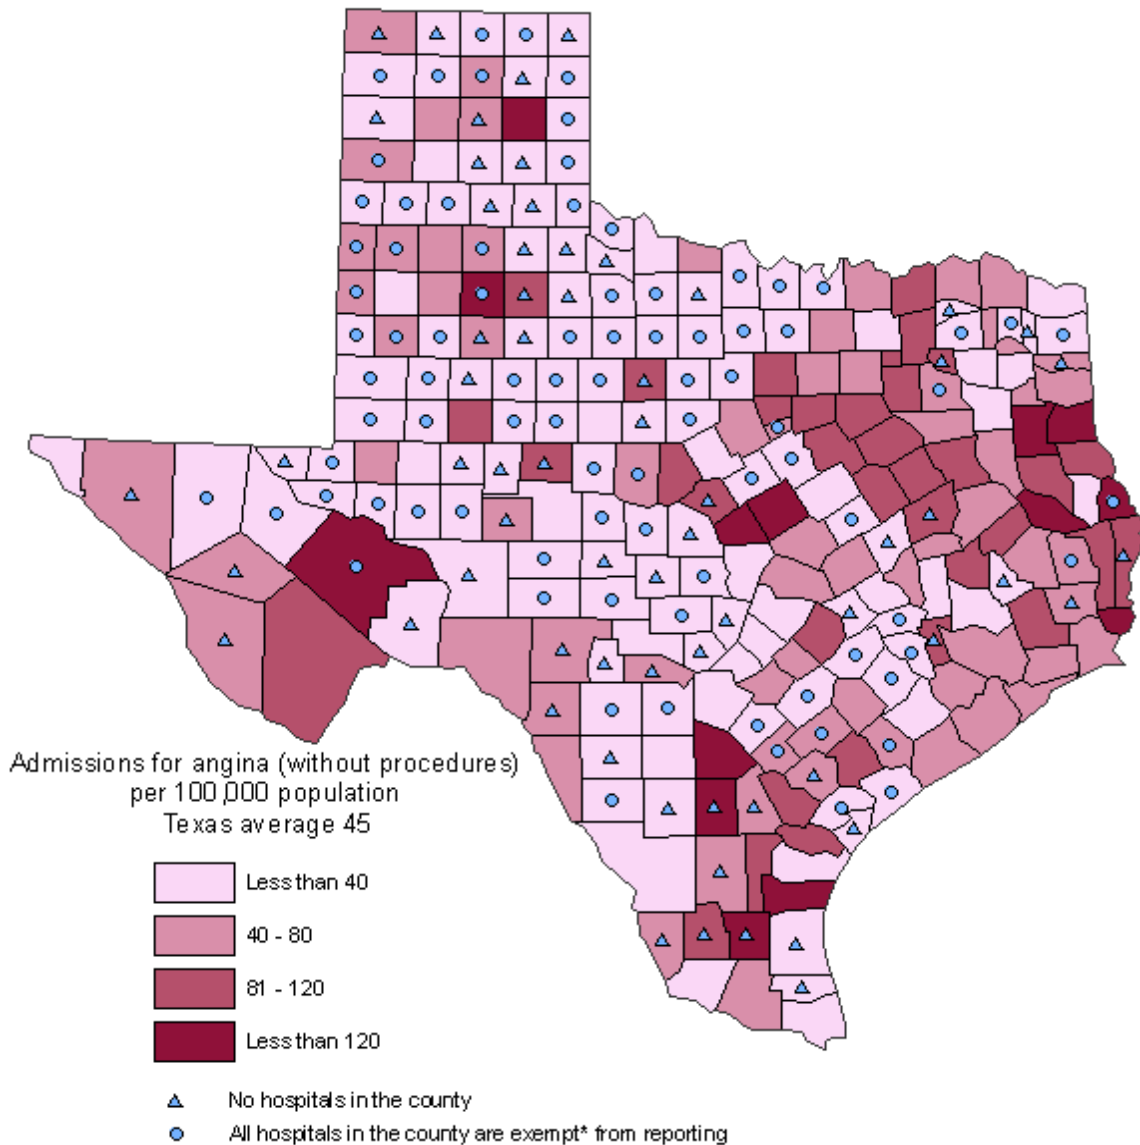 Admissions for angina (without procedures)
per 100,000 population
Texas average 45
Less than 40
40 - 80
81 - 120
Less than 120
No hospitals in the county
All hospitals in the county are exempt* from reporting